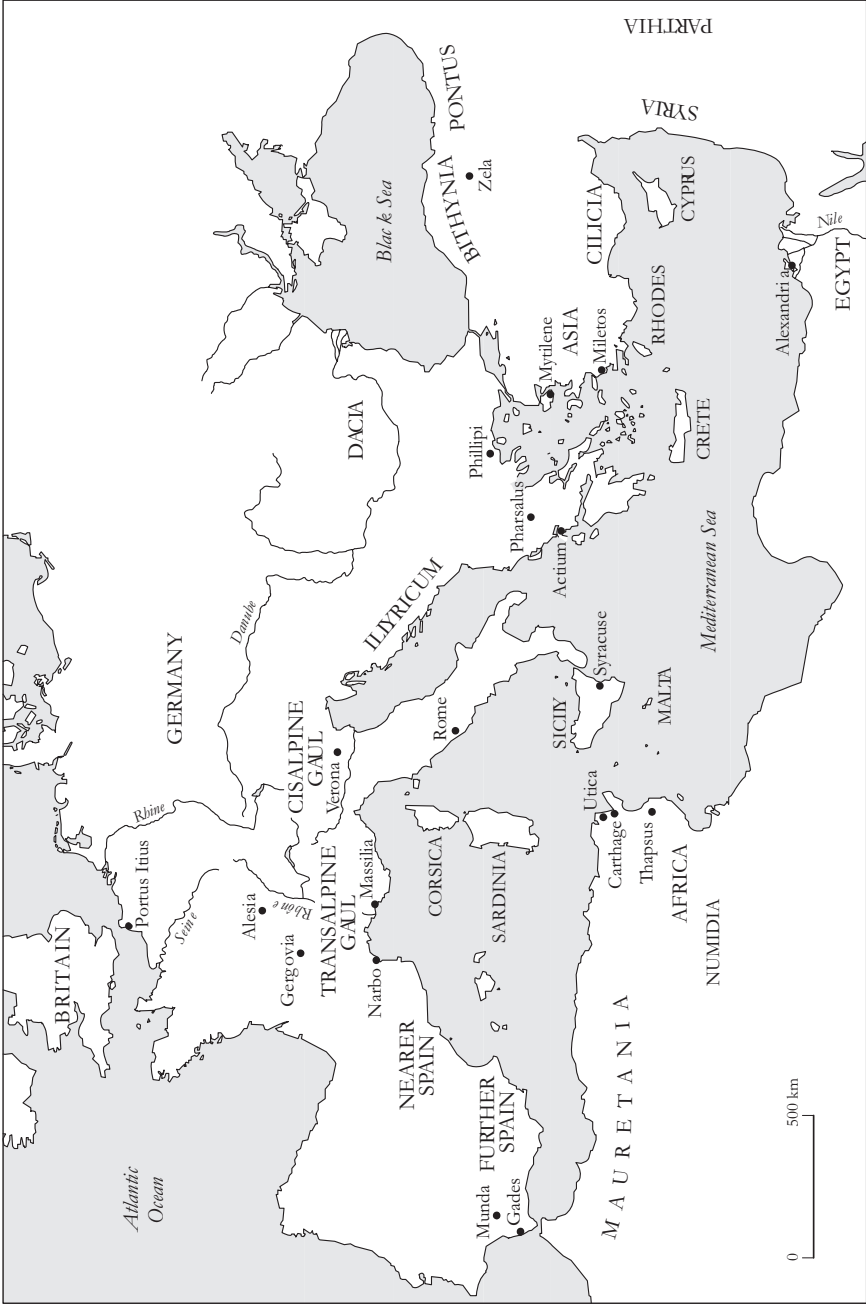 BRITAIN
Atlantic
Ocean
Portus Itius
Seine
Rhine
GERMANY
Danube
Alesia
Gergovia
Rhône
TRANSALPINE
GAUL
CISALPINE
GAUL
Verona
Massilia
Narbo
ILLYRICUM
DACIA
Black Sea
PONTUS
BITHYNIA
Zela
NEARER
SPAIN
CORSICA
Rome
Phillipi
Pharsalus
Actium
Mytilene
ASIA
Miletos
CILICIA
SYRIA
PARTHIA
FURTHER
SPAIN
Munda
Gades
SARDINIA
SICILY
Syracuse
RHODES
CYPRUS
CRETE
MALTA
Mediterranean Sea
Utica
Carthage
Thapsus
AFRICA
NUMIDIA
MAURETANIA
Alexandria
Nile
EGYPT
0
500 km